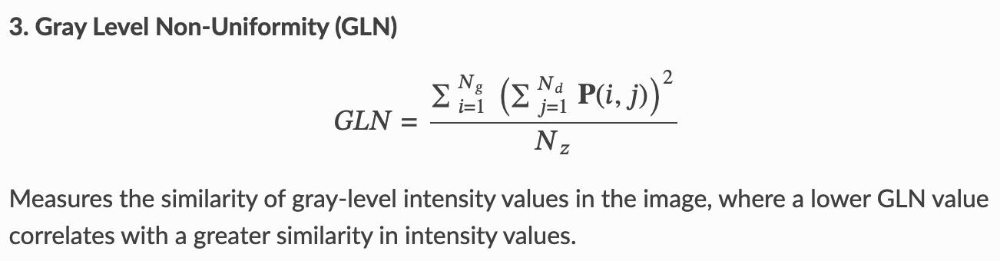 3. Gray Level Non-Uniformity (GLN)
GLN = \frac{\sum_{i=1}^{N_g} \left(\sum_{j=1}^{N_d} \mathbf{P}(i, j)\right)^2}{N_z}
Measures the similarity of gray-level intensity values in the image, where a lower GLN value
correlates with a greater similarity in intensity values.